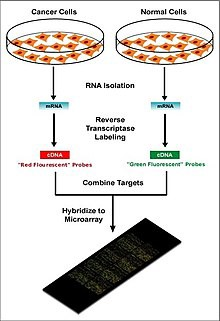 Cancer Cells
Normal Cells
RNA Isolation
mRNA
mRNA
Reverse
Transcriptase
Labeling
cDNA
cDNA
"Red Flourescent" Probes
"Green Fluorescent" Probes
Combine Targets
Hybridize to
Microarray